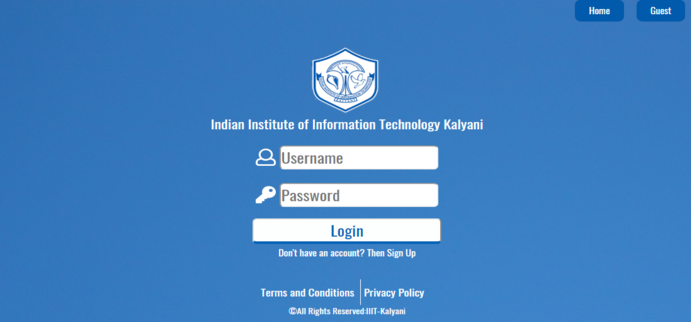 Home Guest
Indian Institute of Information Technology Kalyani
Username
Password
Login
Don't have an account? Then Sign Up
Terms and Conditions Privacy Policy
©All Rights Reserved:IIIT-Kalyani